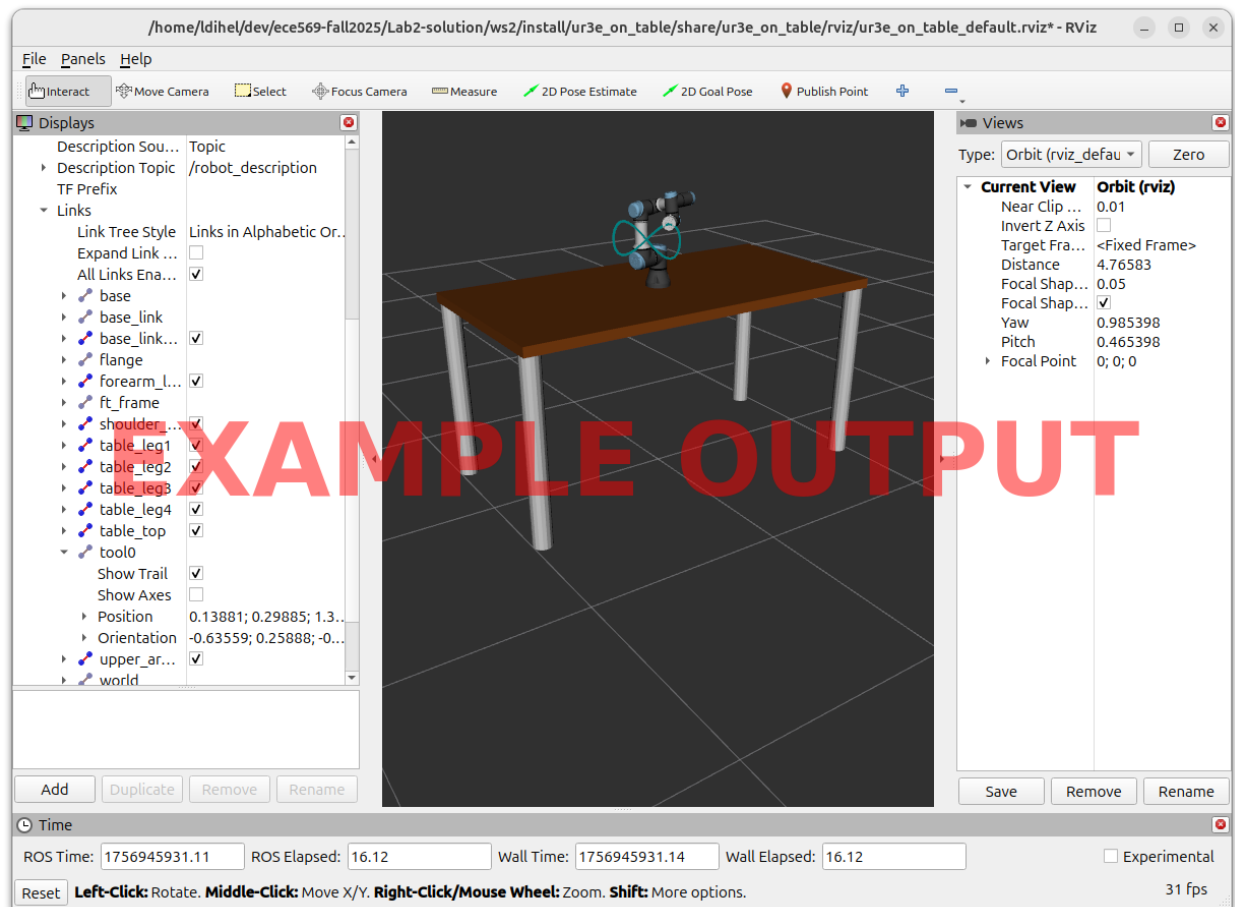 /home/ldihel/dev/ece569-fall2025/Lab2-solution/ws2/install/ur3e_on_table/share/ur3e_on_table/rviz/ur3e_on_table_default.rviz* - RViz
File Panels Help
Interact Move Camera Select Focus Camera Measure 2D Pose Estimate 2D Goal Pose Publish Point
Displays
Description Sou... Topic
Description Topic /robot_description
TF Prefix
Links
Link Tree Style Links in Alphabetic Or...
Expand Link ...
All Links Ena...
base
base_link
base_link...
flange
forearm_l...
ft_frame
shoulder_...
table_leg1
table_leg2
table_leg3
table_leg4
table_top
tool0
Show Trail
Show Axes
Position 0.13881; 0.29885; 1.3...
Orientation -0.63559; 0.25888; -0...
upper_ar...
world
Add Duplicate Remove Rename
EXAMPLE OUTPUT
Views
Type: Orbit (rviz_defau Zero
Current View Orbit (rviz)
Near Clip ... 0.01
Invert Z Axis
Target Fra... <Fixed Frame>
Distance 4.76583
Focal Shap... 0.05
Focal Shap...
Yaw 0.985398
Pitch 0.465398
Focal Point 0; 0; 0
Save Remove Rename
Time
ROS Time: 1756945931.11 ROS Elapsed: 16.12 Wall Time: 1756945931.14 Wall Elapsed: 16.12 Experimental
Reset Left-Click: Rotate. Middle-Click: Move X/Y. Right-Click/Mouse Wheel: Zoom. Shift: More options. 31 fps